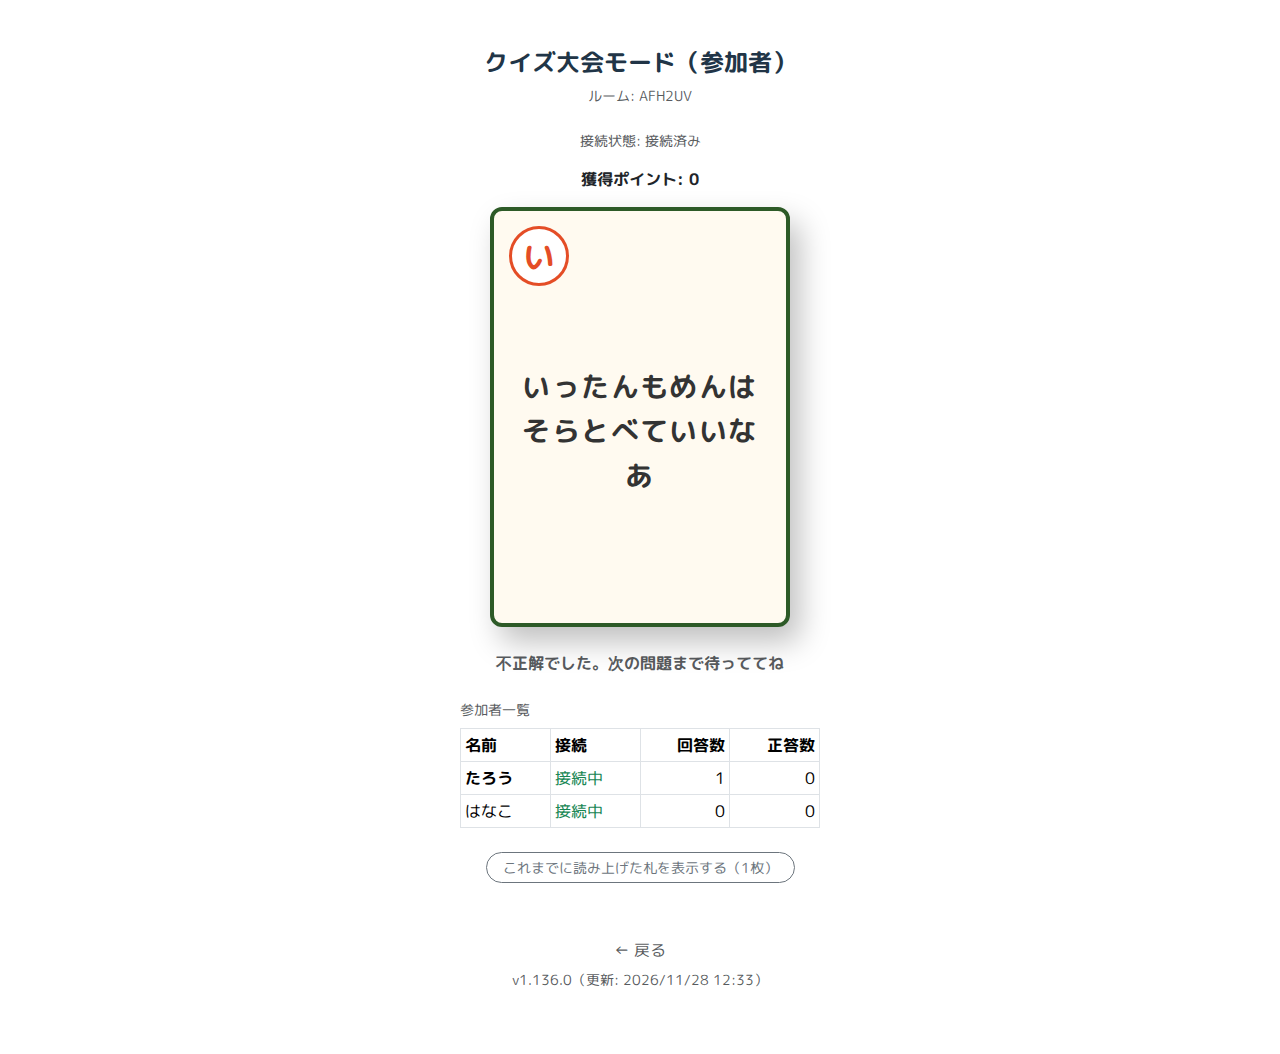 クイズ大会モード（参加者）
ルーム: AFH2UV
接続状態: 接続済み
獲得ポイント: 0
い
いったんもめんは
そらとべていいな
あ
不正解でした。次の問題まで待っててね
参加者一覧
名前 接続 回答数 正答数
たろう 接続中 1 0
はなこ 接続中 0 0
これまでに読み上げた札を表示する（1枚）
← 戻る
v1.136.0（更新: 2026/11/28 12:33）